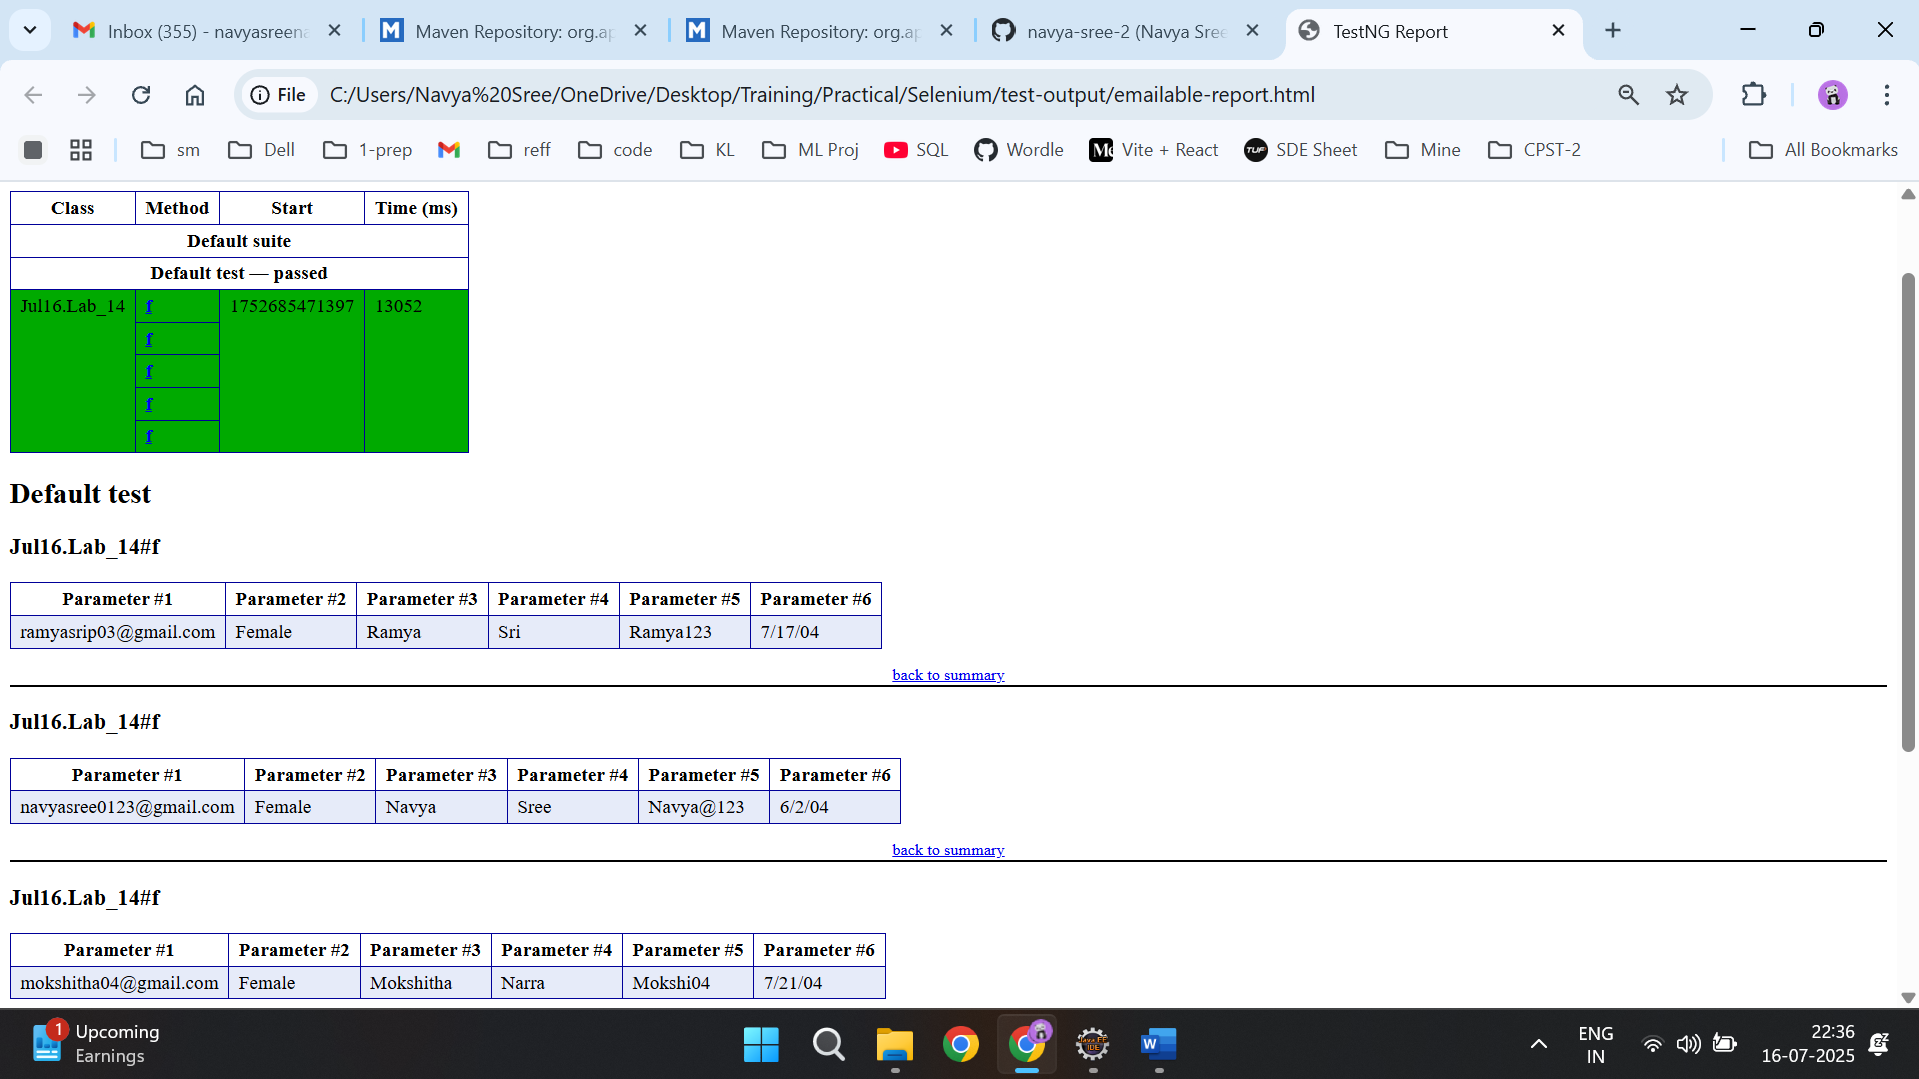 Inbox (355) - navyasreena
Maven Repository: org.ap
Maven Repository: org.ap
navya-sree-2 (Navya Sree
TestNG Report
File
C:/Users/Navya%20Sree/OneDrive/Desktop/Training/Practical/Selenium/test-output/emailable-report.html
sm
Dell
1-prep
reff
code
KL
ML Proj
SQL
Wordle
Vite + React
SDE Sheet
Mine
CPST-2
All Bookmarks
Class Method Start Time (ms)
Default suite
Default test — passed
Jul16.Lab_14 f 1752685471397 13052
f
f
f
f
Default test
Jul16.Lab_14#f
Parameter #1 Parameter #2 Parameter #3 Parameter #4 Parameter #5 Parameter #6
ramyasrip03@gmail.com Female Ramya Sri Ramya123 7/17/04
back to summary
Jul16.Lab_14#f
Parameter #1 Parameter #2 Parameter #3 Parameter #4 Parameter #5 Parameter #6
navyasree0123@gmail.com Female Navya Sree Navya@123 6/2/04
back to summary
Jul16.Lab_14#f
Parameter #1 Parameter #2 Parameter #3 Parameter #4 Parameter #5 Parameter #6
mokshitha04@gmail.com Female Mokshitha Narra Mokshi04 7/21/04
1
Upcoming
Earnings
ENG
IN
22:36
16-07-2025